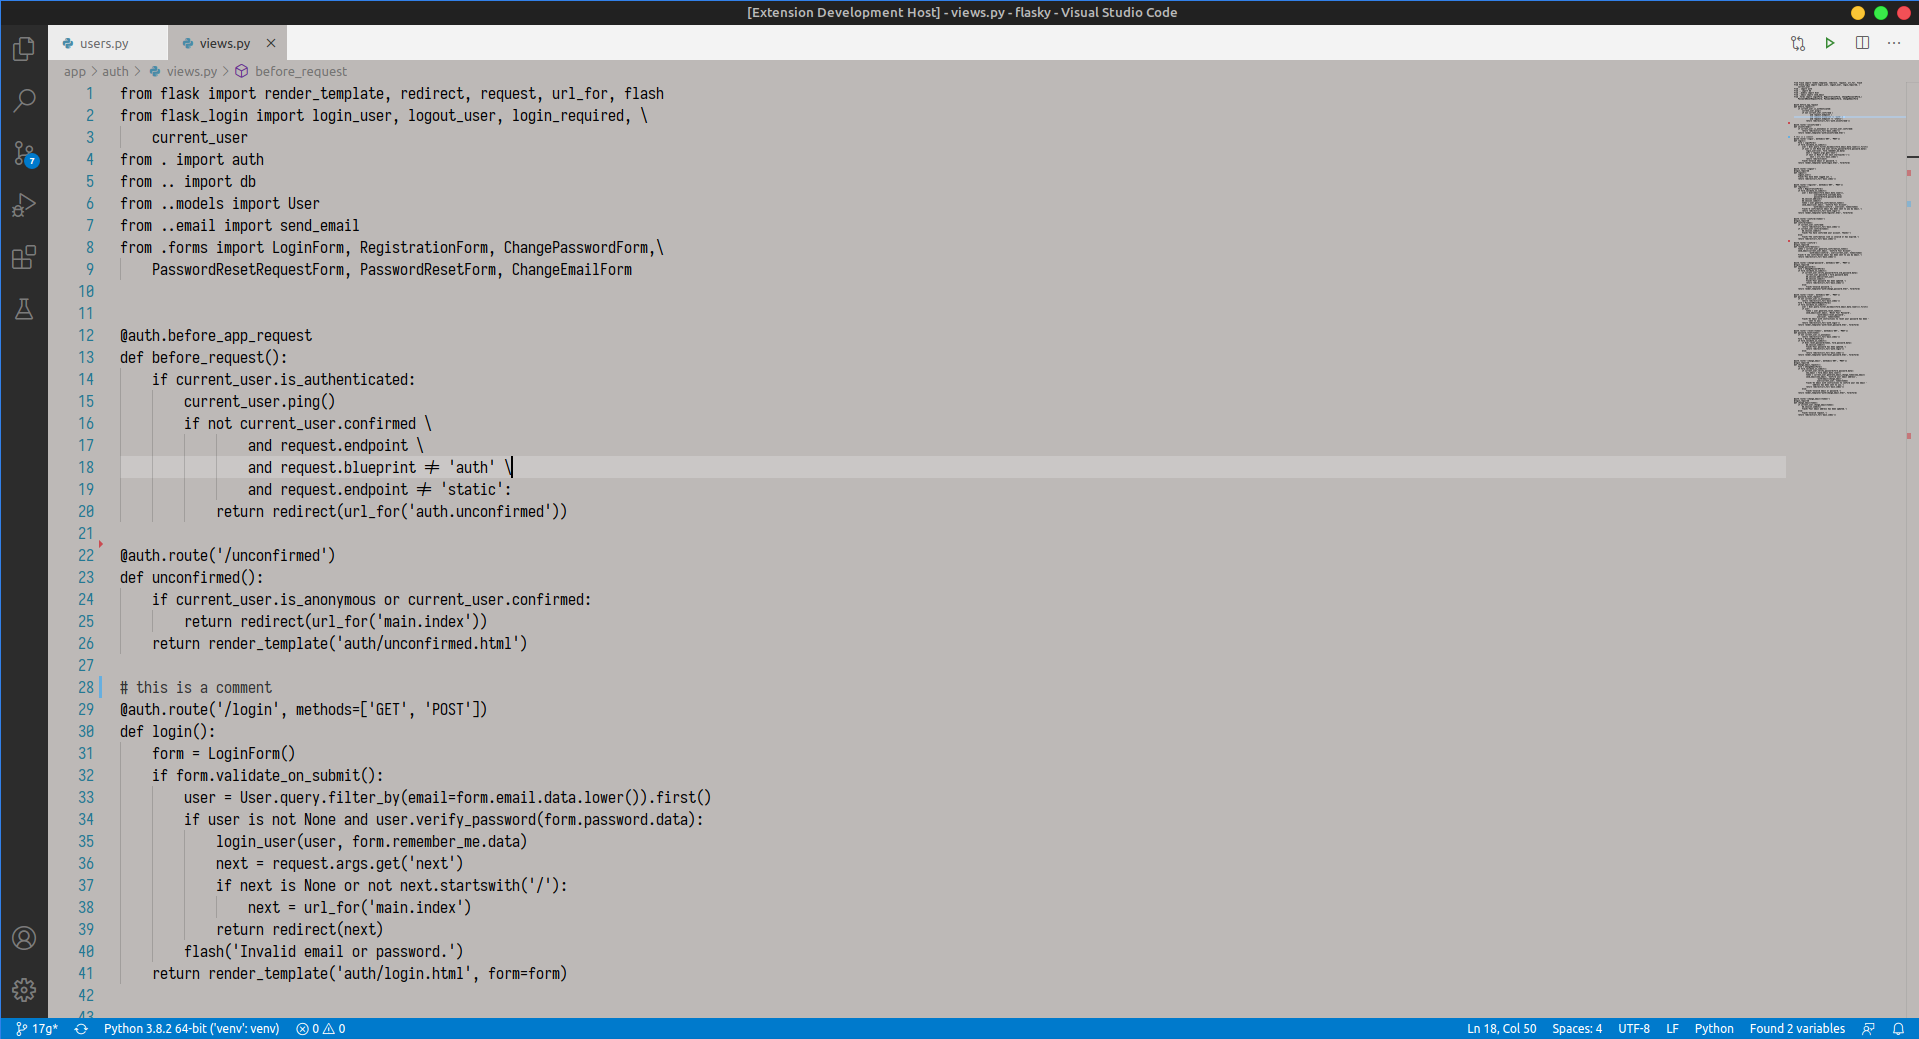 [Extension Development Host] - views.py - flasky - Visual Studio Code
users.py views.py
app > auth > views.py > before_request
7
1 from flask import render_template, redirect, request, url_for, flash
2 from flask_login import login_user, logout_user, login_required, \
3 current_user
4 from . import auth
5 from .. import db
6 from ..models import User
7 from ..email import send_email
8 from .forms import LoginForm, RegistrationForm, ChangePasswordForm,\
9 PasswordResetRequestForm, PasswordResetForm, ChangeEmailForm
10
11
12 @auth.before_app_request
13 def before_request():
14 if current_user.is_authenticated:
15 current_user.ping()
16 if not current_user.confirmed \
17 and request.endpoint \
18 and request.blueprint ≠ 'auth' \
19 and request.endpoint ≠ 'static':
20 return redirect(url_for('auth.unconfirmed'))
21
22 @auth.route('/unconfirmed')
23 def unconfirmed():
24 if current_user.is_anonymous or current_user.confirmed:
25 return redirect(url_for('main.index'))
26 return render_template('auth/unconfirmed.html')
27
28 # this is a comment
29 @auth.route('/login', methods=['GET', 'POST'])
30 def login():
31 form = LoginForm()
32 if form.validate_on_submit():
33 user = User.query.filter_by(email=form.email.data.lower()).first()
34 if user is not None and user.verify_password(form.password.data):
35 login_user(user, form.remember_me.data)
36 next = request.args.get('next')
37 if next is None or not next.startswith('/'):
38 next = url_for('main.index')
39 return redirect(next)
40 flash('Invalid email or password.')
41 return render_template('auth/login.html', form=form)
42
43
17g* Python 3.8.2 64-bit ('venv': venv) 0 0 Ln 18, Col 50 Spaces: 4 UTF-8 LF Python Found 2 variables